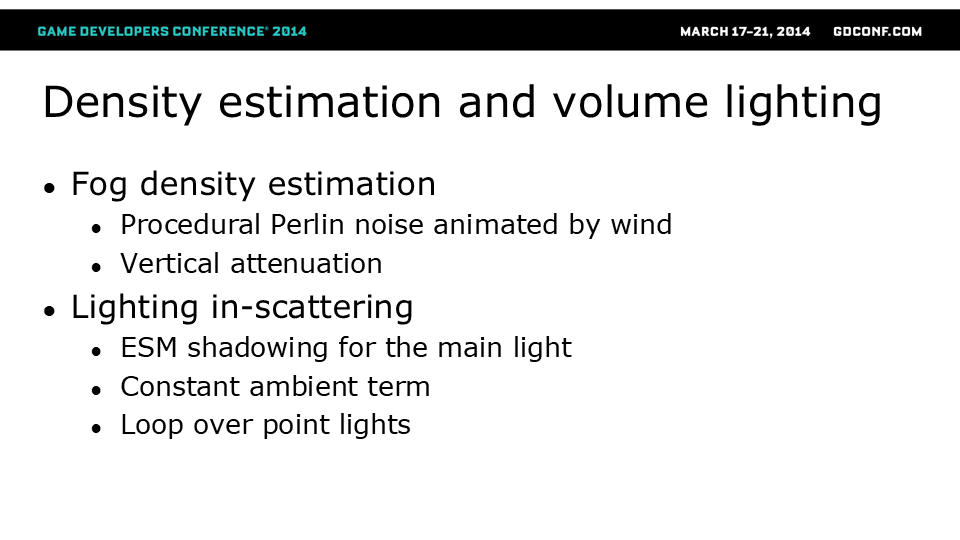 GAME DEVELOPERS CONFERENCE® 2014
MARCH 17–21, 2014 GDCONF.COM
Density estimation and volume lighting
• Fog density estimation
• Procedural Perlin noise animated by wind
• Vertical attenuation
• Lighting in-scattering
• ESM shadowing for the main light
• Constant ambient term
• Loop over point lights